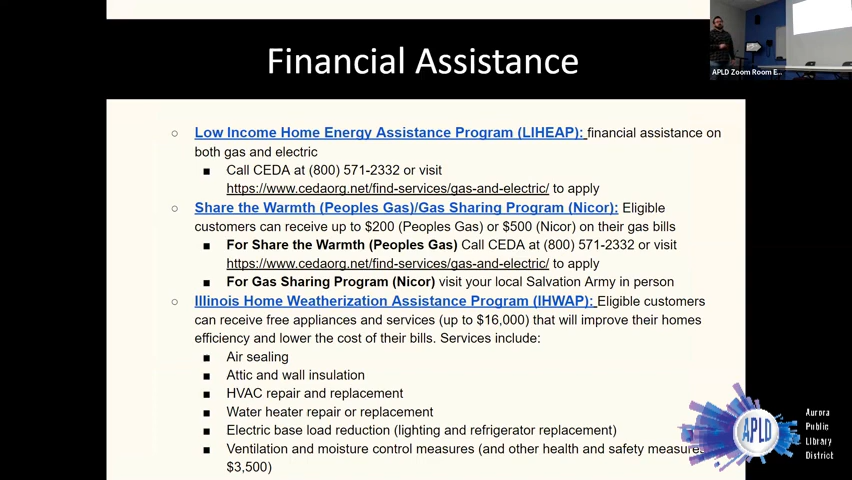 Financial Assistance
APLD Zoom Room E...
○ Low Income Home Energy Assistance Program (LIHEAP): financial assistance on
both gas and electric
■ Call CEDA at (800) 571-2332 or visit
https://www.cedaorg.net/find-services/gas-and-electric/ to apply
○ Share the Warmth (Peoples Gas)/Gas Sharing Program (Nicor): Eligible
customers can receive up to $200 (Peoples Gas) or $500 (Nicor) on their gas bills
■ For Share the Warmth (Peoples Gas) Call CEDA at (800) 571-2332 or visit
https://www.cedaorg.net/find-services/gas-and-electric/ to apply
■ For Gas Sharing Program (Nicor) visit your local Salvation Army in person
○ Illinois Home Weatherization Assistance Program (IHWAP): Eligible customers
can receive free appliances and services (up to $16,000) that will improve their homes
efficiency and lower the cost of their bills. Services include:
■ Air sealing
■ Attic and wall insulation
■ HVAC repair and replacement
■ Water heater repair or replacement
■ Electric base load reduction (lighting and refrigerator replacement)
■ Ventilation and moisture control measures (and other health and safety measures
$3,500)
APLD
Aurora
Public
Library
District